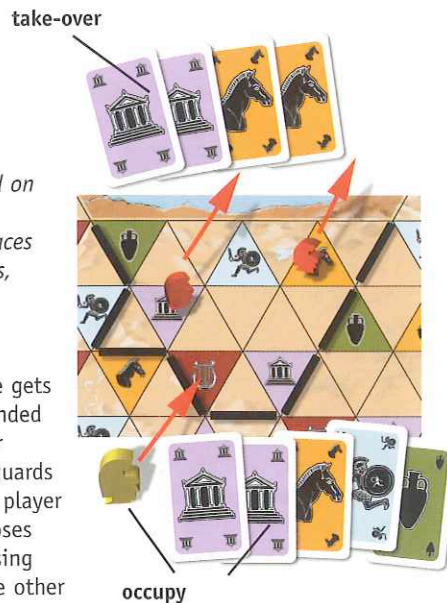 take-over
on
aces
s,
e gets
nded
r
uards
player
oses
sing
e other
occupy